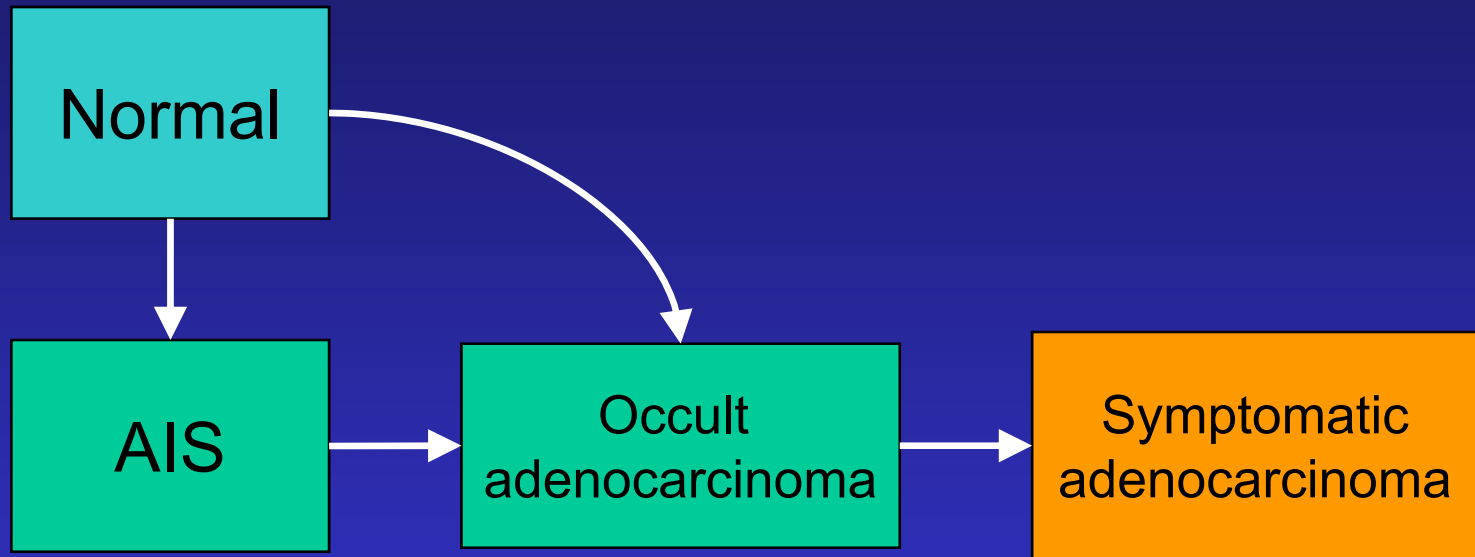 Normal
AIS
Occult
adenocarcinoma
Symptomatic
adenocarcinoma